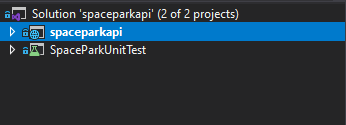 Solution 'spaceparkapi' (2 of 2 projects)
spaceparkapi
SpaceParkUnitTest